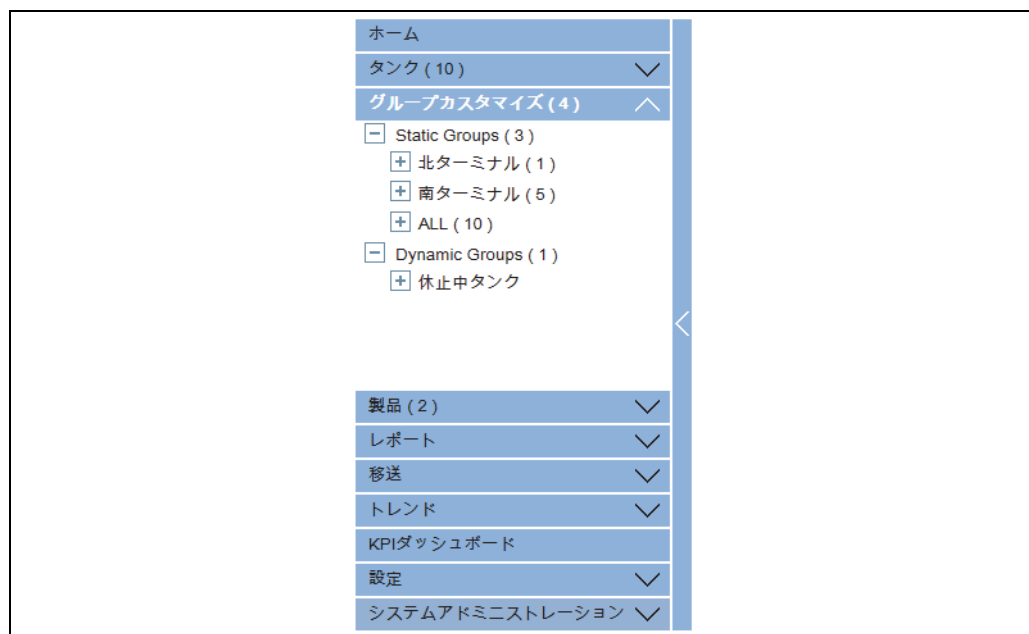 ホーム
タンク ( 10 )
グループカスタマイズ ( 4 )
Static Groups ( 3 )
北ターミナル ( 1 )
南ターミナル ( 5 )
ALL ( 10 )
Dynamic Groups ( 1 )
休止中タンク
製品 ( 2 )
レポート
移送
トレンド
KPIダッシュボード
設定
システムアドミニストレーション